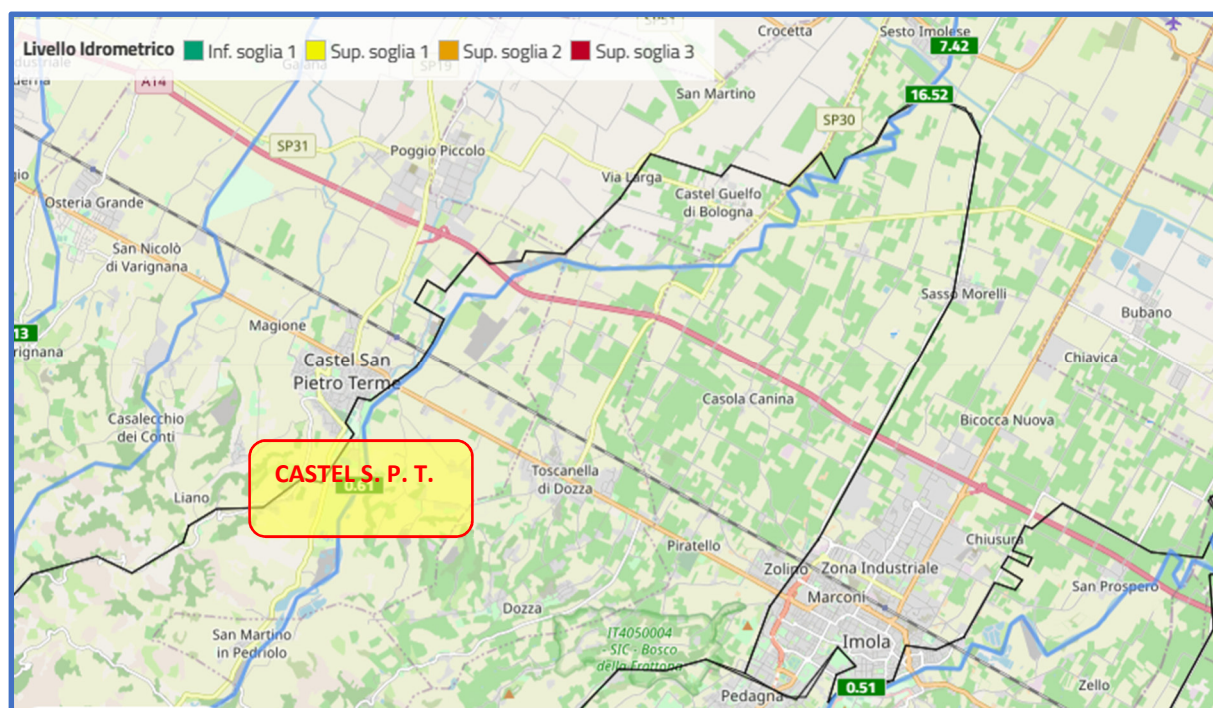 Livello Idrometrico Inf. soglia 1 Sup. soglia 1 Sup. soglia 2 Sup. soglia 3
Crocetta
Sesto Imolese
7.42
A14
SP19
San Martino
16.52
SP30
SP31
Poggio Piccolo
Via Larga
Castel Guelfo
di Bologna
Osteria Grande
San Nicolò
di Varignana
Sasso Morelli
Bubano
Magione
13
Chiavica
Castel San
Pietro Terme
Casola Canina
Casalecchio
dei Conti
Bicocca Nuova
CASTEL S. P. T.
0.61
Toscanella
di Dozza
Liano
Piratello
Chiusura
Zolino
Zona Industriale
San Prospero
Marconi
Dozza
San Martino
in Pedriolo
IT4050004
- SIC - Bosco
della Frattona
Imola
Pedagna
0.51
Zello